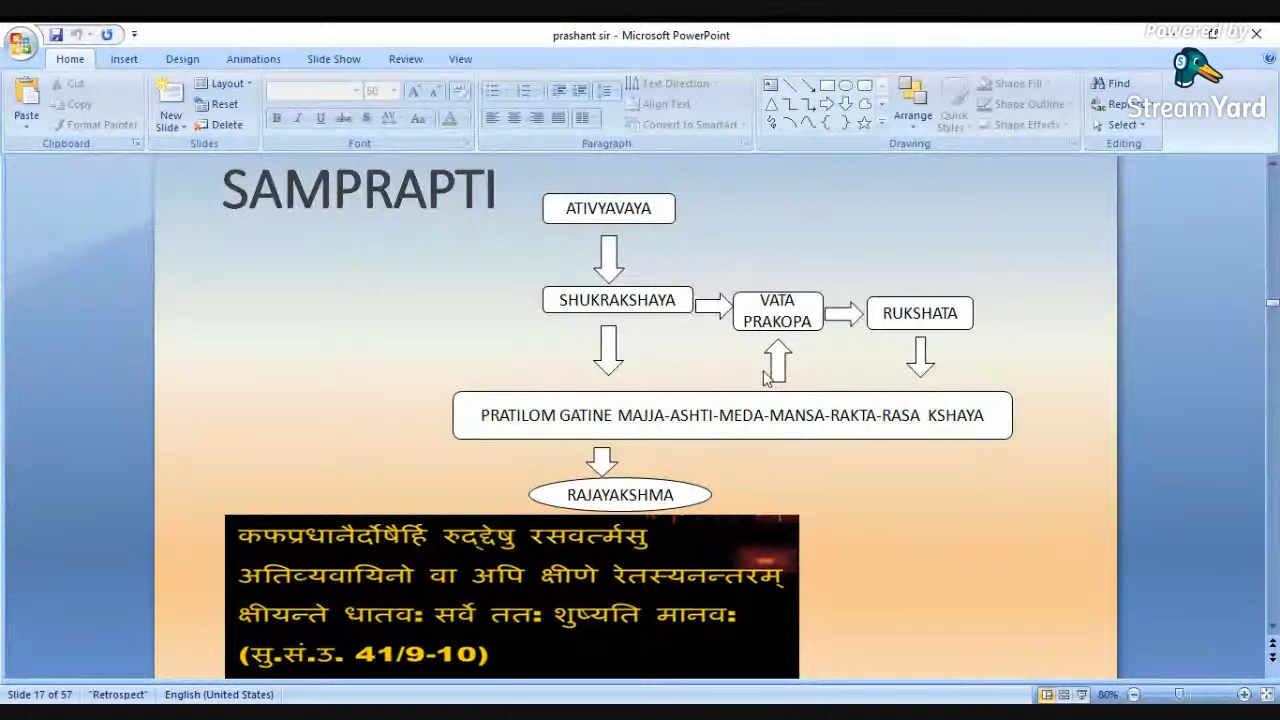 Powered by
prashant sir - Microsoft PowerPoint
StreamYard
Home Insert Design Slide Show Animations Review View
Cut
Copy
Format Painter
Paste
Clipboard
New Slide
Layout
Reset
Delete
Slides
60
Font
Text Direction
Align Text
Convert to SmartArt
Paragraph
Arrange
Quick Styles
Shape Fill
Shape Outline
Shape Effects
Drawing
Find
Select
Editing
SAMPRAPTI
ATIVYAVAYA
SHUKRAKSHAYA
VATA
PRAKOPA
RUKSHATA
PRATILOM GATINE MAJJA-ASHTI-MEDA-MANSA-RAKTA-RASA KSHAYA
RAJAYAKSHMA
कफप्रधानैर्दोषैर्हि रुद्द्देषु रसवर्त्मसु
अतिव्यवायिनो वा अपि क्षीणे रेतस्यनन्तरम्
क्षीयन्ते धातव: सर्वे तत: शुष्यति मानव:
(सु.सं.उ. 41/9-10)
Slide 17 of 57 "Retrospect" English (United States) 80%